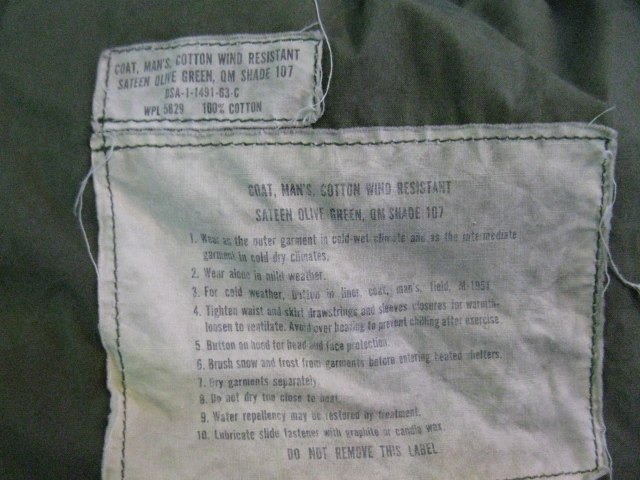 COAT, MAN'S, COTTON WIND RESISTANT
SATEEN OLIVE GREEN, QM SHADE 107
DSA-1-1491-63-C
WPL 5829 100% COTTON
COAT, MAN'S, COTTON WIND RESISTANT
SATEEN OLIVE GREEN, QM SHADE 107
1. Wear as the outer garment in cold-wet climate and as the intermediate
garment in cold dry climates.
2. Wear alone in mild weather.
3. For cold weather, button in liner, coat, man's, field, M-1951.
4. Tighten waist and skirt drawstrings and sleeves closures for warmth-
loosen to ventilate. Avoid over heating to prevent chilling after exercise
5. Button on hood for head and face protection.
6. Brush snow and frost from garments before entering heated shelters.
7. Dry garments separately.
8. Do not dry too close to heat.
9. Water repellency may be restored by treatment.
10. Lubricate slide fastener with graphite or candle wax
DO NOT REMOVE THIS LABEL